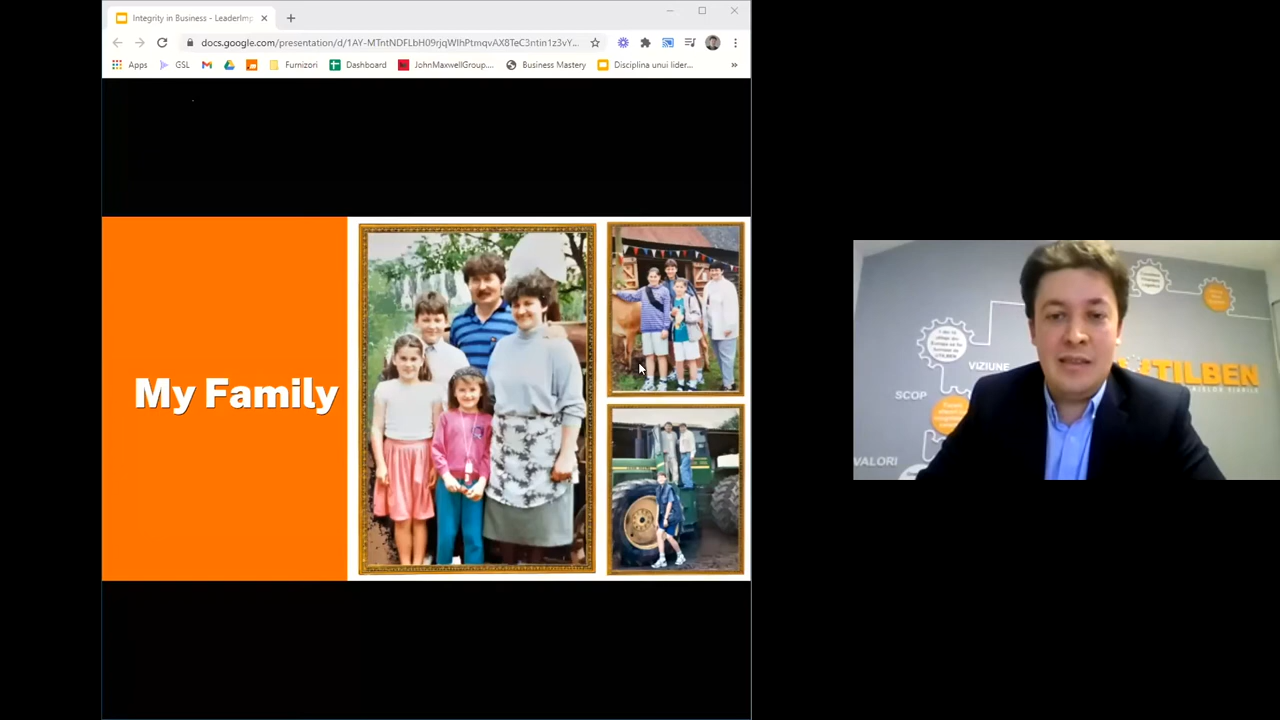 Integrity in Business - LeaderImp
docs.google.com/presentation/d/1AY-MTntNDFLbH09rjqWIhPtmqvAX8TeC3ntin1z3vY...
Apps
GSL
Furnizori
Dashboard
JohnMaxwellGroup....
Business Mastery
Disciplina unui lider...
»
My Family
VIZIUNE
SCOP
VALORI
UTILBEN